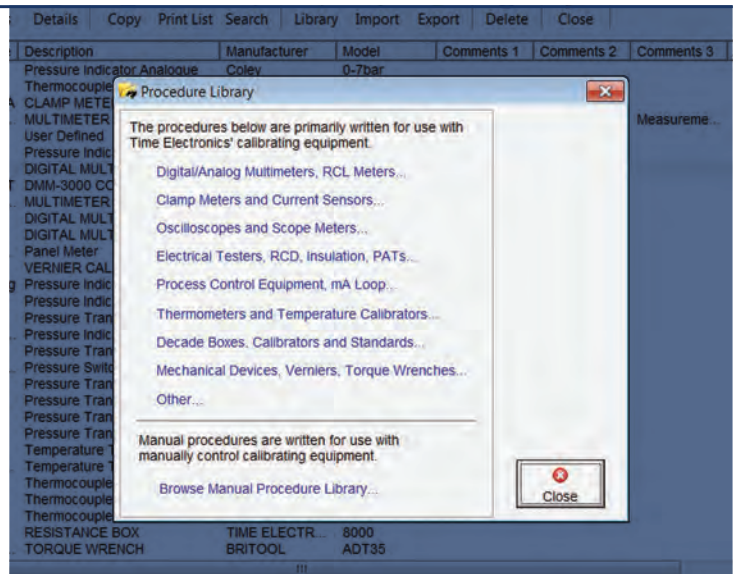 Details Copy Print List Search Library Import Export Delete Close
Description Manufacturer Model Comments 1 Comments 2 Comments 3
Pressure Indicator Analogue Coley 0-7bar
Thermocouple
Procedure Library
CLAMP METE
MULTIMETER Measureme...
User Defined
Pressure Indic
DIGITAL MULT
DMM-3000 CC
MULTIMETER
DIGITAL MULT
DIGITAL MULT
Panel Meter
VERNIER CAL
Pressure Indic
Pressure Indic
Pressure Tran
Pressure Indic
Pressure Tran
Pressure Switc
Pressure Tran
Pressure Tran
Pressure Tran
Pressure Tran
Temperature T
Temperature T
Thermocouple
Thermocouple
Thermocouple
The procedures below are primarily written for use with
Time Electronics' calibrating equipment.
Digital/Analog Multimeters, RCL Meters...
Clamp Meters and Current Sensors...
Oscilloscopes and Scope Meters...
Electrical Testers, RCD, Insulation, PATs...
Process Control Equipment, mA Loop...
Thermometers and Temperature Calibrators...
Decade Boxes, Calibrators and Standards...
Mechanical Devices, Verniers, Torque Wrenches...
Other...
Manual procedures are written for use with
manually control calibrating equipment.
Browse Manual Procedure Library...
Close
RESISTANCE BOX TIME ELECTR... 8000
TORQUE WRENCH BRITOOL ADT35